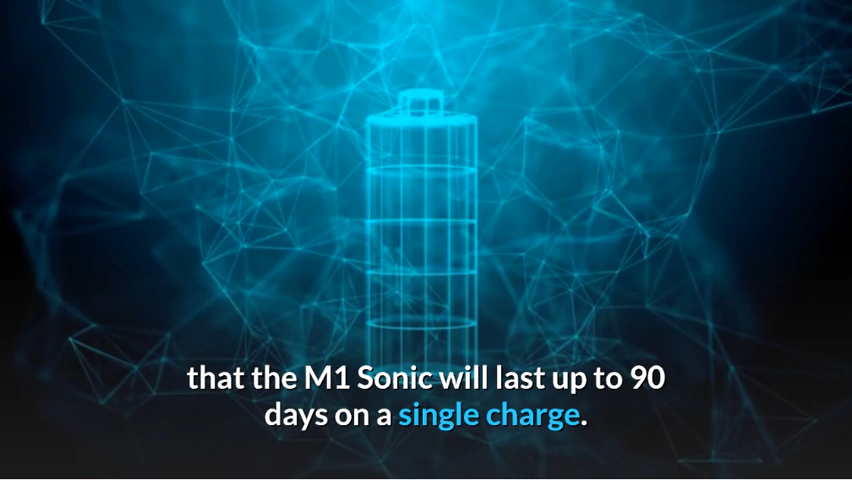 that the M1 Sonic will last up to 90
days on a single charge.